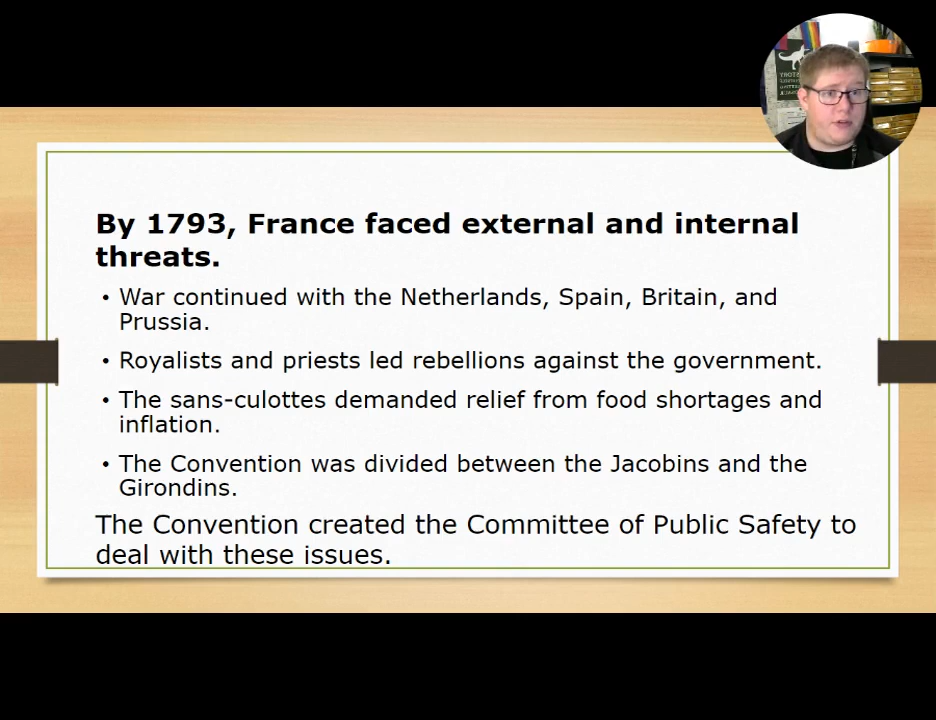 By 1793, France faced external and internal
threats.
• War continued with the Netherlands, Spain, Britain, and
Prussia.
• Royalists and priests led rebellions against the government.
• The sans-culottes demanded relief from food shortages and
inflation.
• The Convention was divided between the Jacobins and the
Girondins.
The Convention created the Committee of Public Safety to
deal with these issues.